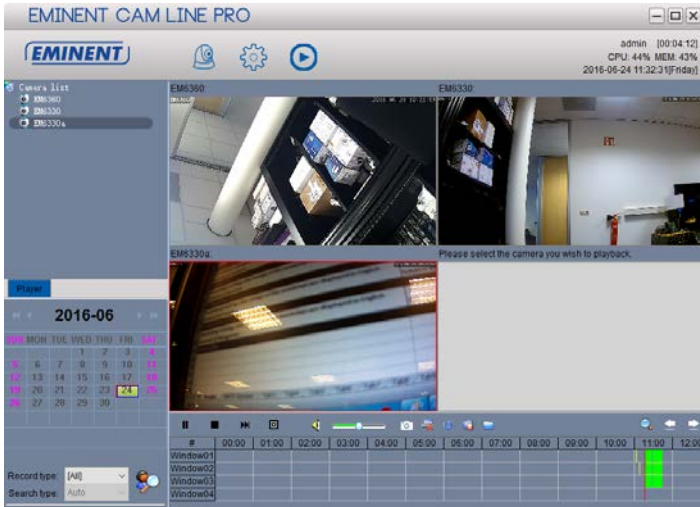 EMINENT CAM LINE PRO
EMINENT
admin [00:04:12]
CPU: 44% MEM: 43%
2016-06-24 11:32:31[Friday]
Camera list
EM6360
EM6330
EM6330a
EM6360:
EM6330:
EM6330a:
Please select the camera you wish to playback.
Player
2016-06
SUN MON TUE WED THU FRI SAT
1 2 3 4
5 6 7 8 9 10 11
12 13 14 15 16 17 18
19 20 21 22 23 24 25
26 27 28 29 30
Record type: [All]
Search type: Auto
# 00:00 01:00 02:00 03:00 04:00 05:00 06:00 07:00 08:00 09:00 10:00 11:00 12:00
Window01
Window02
Window03
Window04